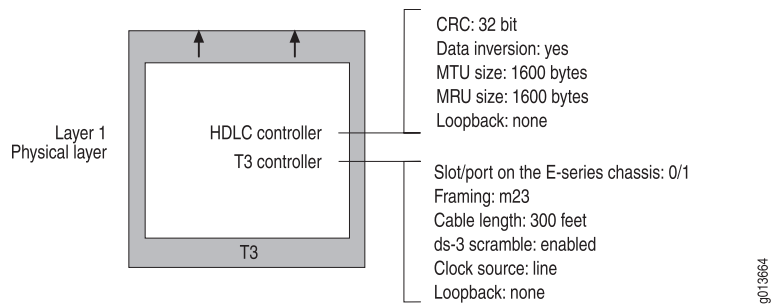 CRC: 32 bit
Data inversion: yes
MTU size: 1600 bytes
MRU size: 1600 bytes
Loopback: none
Layer 1
Physical layer
HDLC controller
T3 controller
Slot/port on the E-series chassis: 0/1
Framing: m23
Cable length: 300 feet
ds-3 scramble: enabled
Clock source: line
Loopback: none
T3
g013664